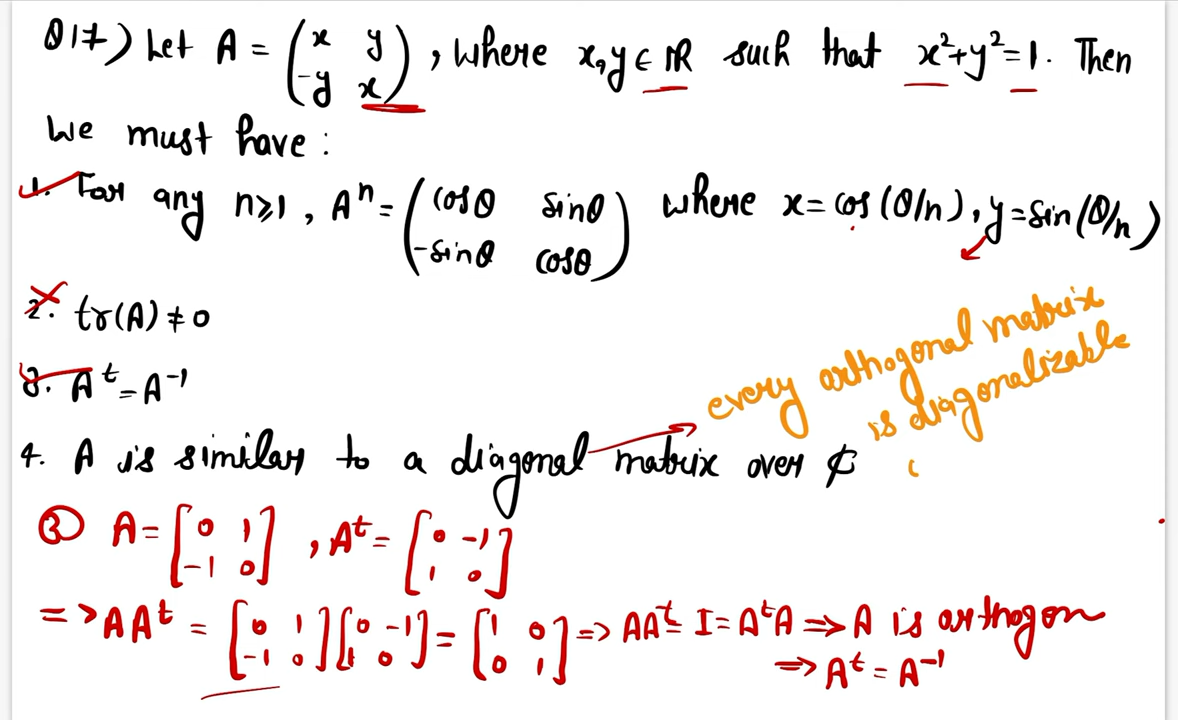 Q17) Let A = (x y -y x), where x, y ∈ ℝ such that x²+y²=1. Then
we must have:
1. For any n≥1, Aⁿ = (cosθ sinθ -sinθ cosθ) where x = cos(θ/n), y = sin(θ/n)
2. tr(A) ≠ 0
3. Aᵗ = A⁻¹
every orthogonal matrix
is diagonalizable
4. A is similar to a diagonal matrix over ₵
③ A = [0 1 -1 0], Aᵗ = [0 -1 1 0]
=> AAᵗ = [0 1 -1 0][0 -1 1 0] = [1 0 0 1] => AAᵗ = I = AᵗA => A is orthogon
=> Aᵗ = A⁻¹